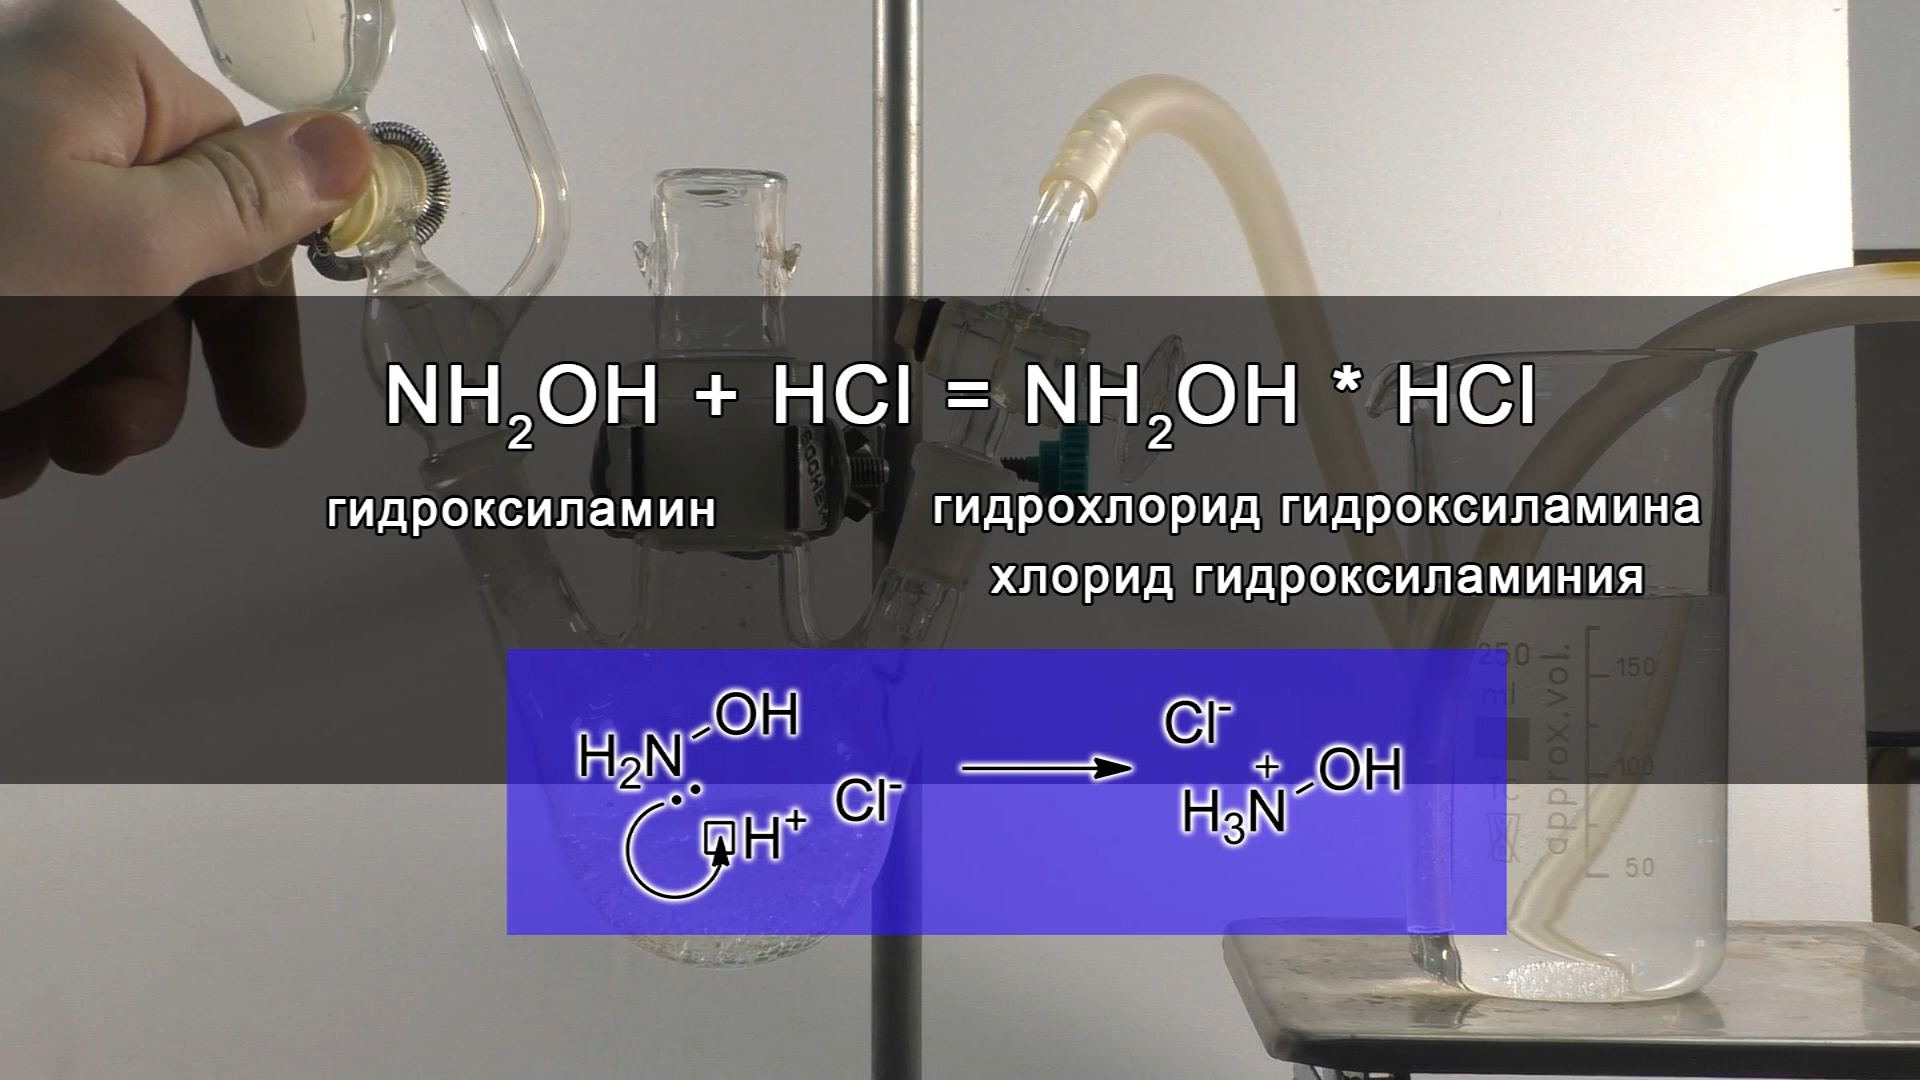 NH₂OH + HCl = NH₂OH * HCl
гидроксиламин
гидрохлорид гидроксиламина
хлорид гидроксиламиния
H₂N OH
H⁺ Cl⁻
Cl⁻
H₃N⁺ OH
250
ml
approx.vol.
150
100
50